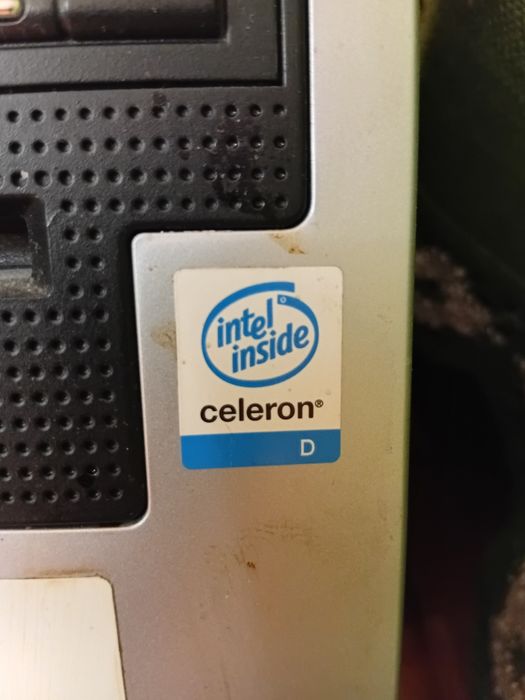 intel
inside
celeron®
D